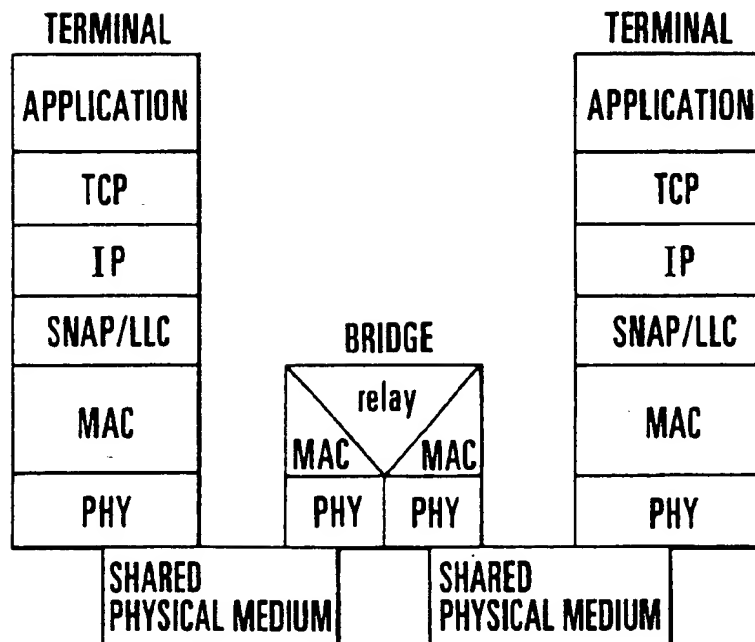 TERMINAL
APPLICATION
TCP
IP
SNAP/LLC
MAC
PHY
BRIDGE
relay
MAC MAC
PHY PHY
TERMINAL
APPLICATION
TCP
IP
SNAP/LLC
MAC
PHY
SHARED
PHYSICAL MEDIUM
SHARED
PHYSICAL MEDIUM